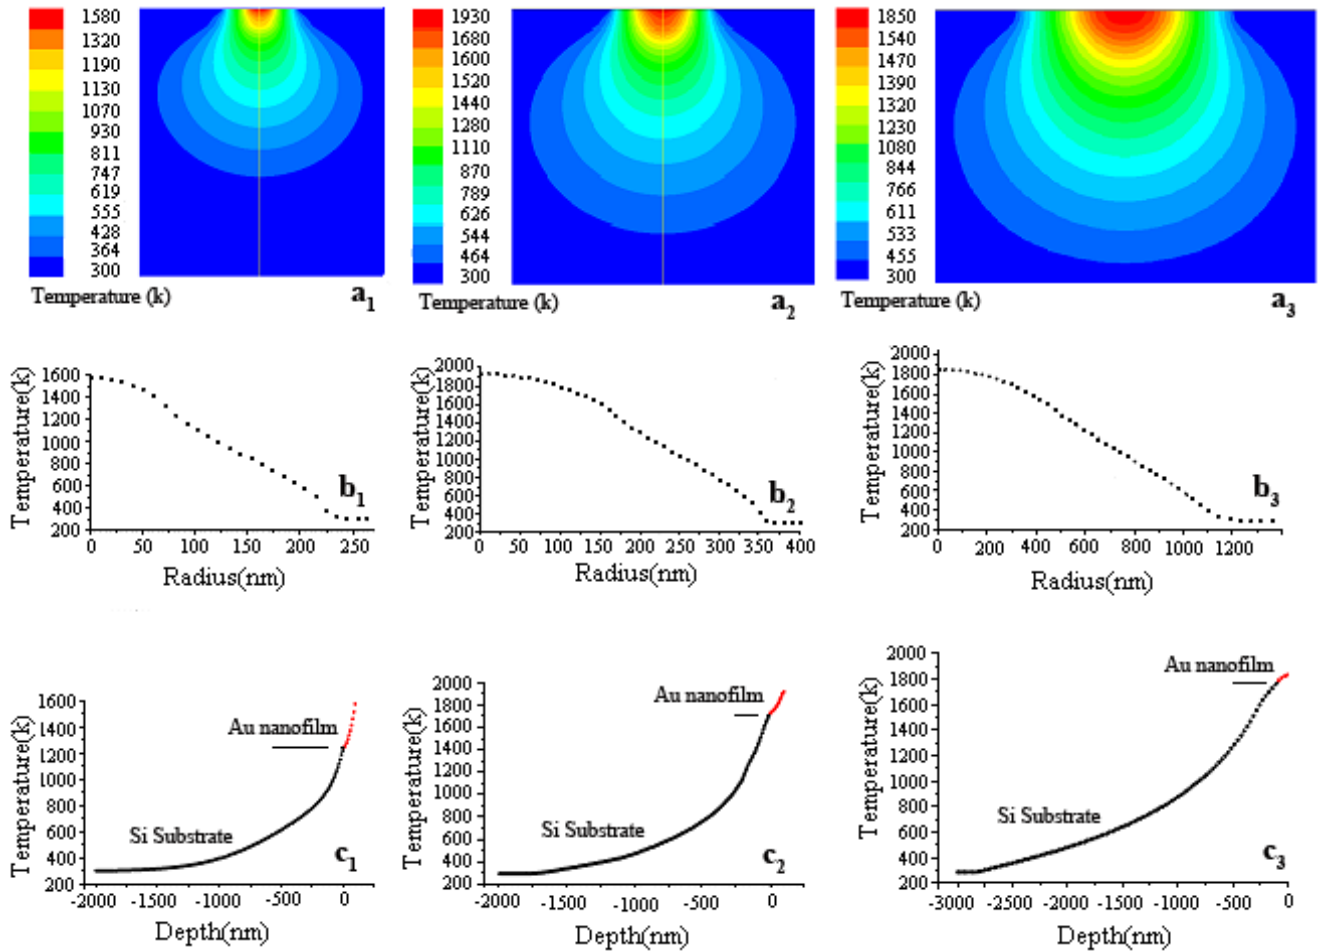 1580
1320
1190
1130
1070
930
811
747
619
555
428
364
300
Temperature (k)
a1
1930
1680
1600
1520
1440
1280
1110
870
789
626
544
464
300
Temperature (k)
a2
1850
1540
1470
1390
1320
1230
1080
844
766
611
533
455
300
Temperature (k)
a3
Temperature(k)
1600
1400
1200
1000
800
600
400
200
0 50 100 150 200 250
Radius(nm)
b1
Temperature(k)
2000
1800
1600
1400
1200
1000
800
600
400
200
0 50 100 150 200 250 300 350 400
Radius(nm)
b2
Temperature(k)
2000
1800
1600
1400
1200
1000
800
600
400
200
0 200 400 600 800 1000 1200
Radius(nm)
b3
Temperature(k)
1600
1400
1200
1000
800
600
400
200
Au nanofilm
Si Substrate
c1
-2000 -1500 -1000 -500 0
Depth(nm)
Temperature(k)
2000
1800
1600
1400
1200
1000
800
600
400
200
Au nanofilm
Si Substrate
c2
-2000 -1500 -1000 -500 0
Depth(nm)
Temperature(k)
2000
1800
1600
1400
1200
1000
800
600
400
200
Au nanofilm
Si Substrate
c3
-3000 -2500 -2000 -1500 -1000 -500 0
Depth(nm)